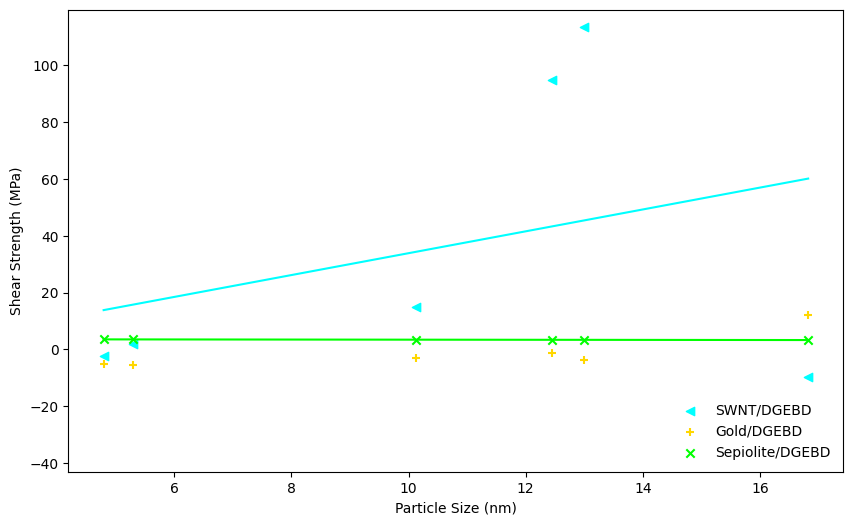 Shear Strength (MPa)
100
80
60
40
20
0
−20
−40
6
8
10
12
14
16
Particle Size (nm)
SWNT/DGEBD
Gold/DGEBD
Sepiolite/DGEBD